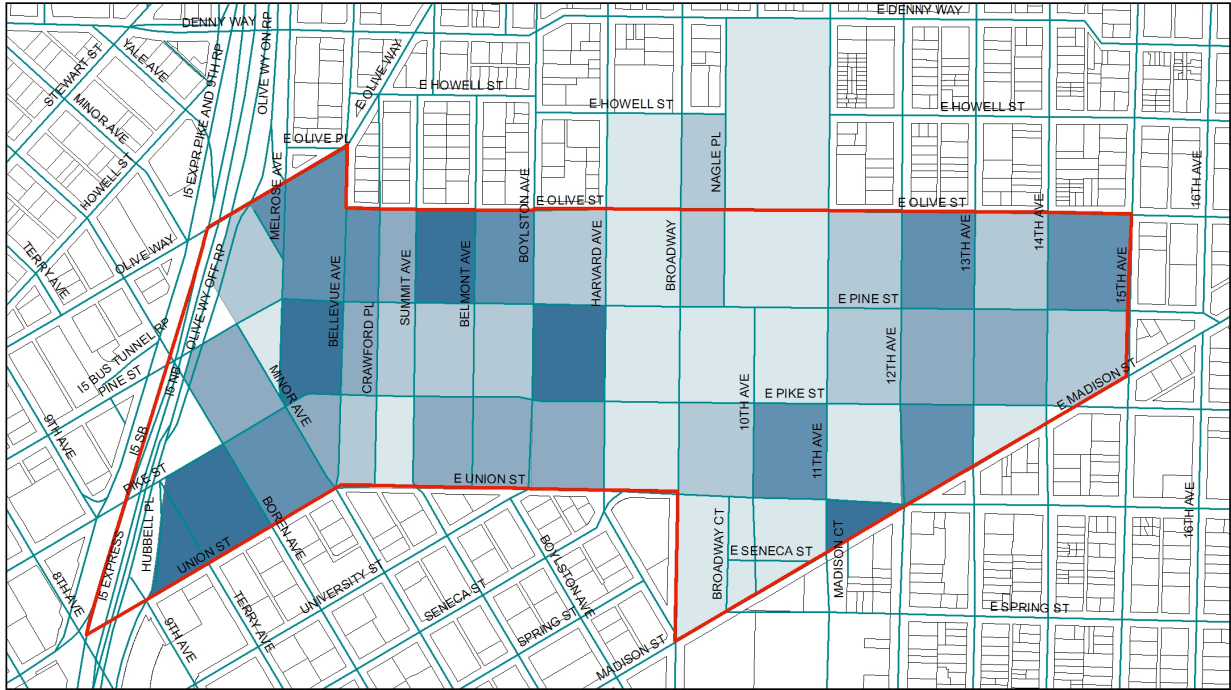 DENNY WAY
E DENNY WAY
STEWART ST
YALE AVE
MINOR AVE
HOWELL ST
I5 EXPR PIKE AND 9TH RP
OLIVE WY ON RP
E OLIVE WAY
E HOWELL ST
E HOWELL ST
E HOWELL ST
E OLIVE PL
NAGLE PL
16TH AVE
MELROSE AVE
BOYLSTON AVE
E OLIVE ST
E OLIVE ST
TERRY AVE
OLIVE WAY
OLIVE WY OFF RP
BELLEVUE AVE
SUMMIT AVE
BELMONT AVE
HARVARD AVE
BROADWAY
13TH AVE
14TH AVE
15TH AVE
E PINE ST
I5 BUS TUNNEL RP
PINE ST
I5 NB
CRAWFORD PL
12TH AVE
MINOR AVE
E PIKE ST
E MADISON ST
9TH AVE
I5 SB
10TH AVE
11TH AVE
PIKE ST
E UNION ST
HUBBELL PL
BOREN AVE
16TH AVE
I5 EXPRESS
UNION ST
BROADWAY CT
E SENECA ST
MADISON CT
8TH AVE
9TH AVE
TERRY AVE
UNIVERSITY ST
SENECA ST
BOYLSTON AVE
SPRING ST
E SPRING ST
MADISON ST